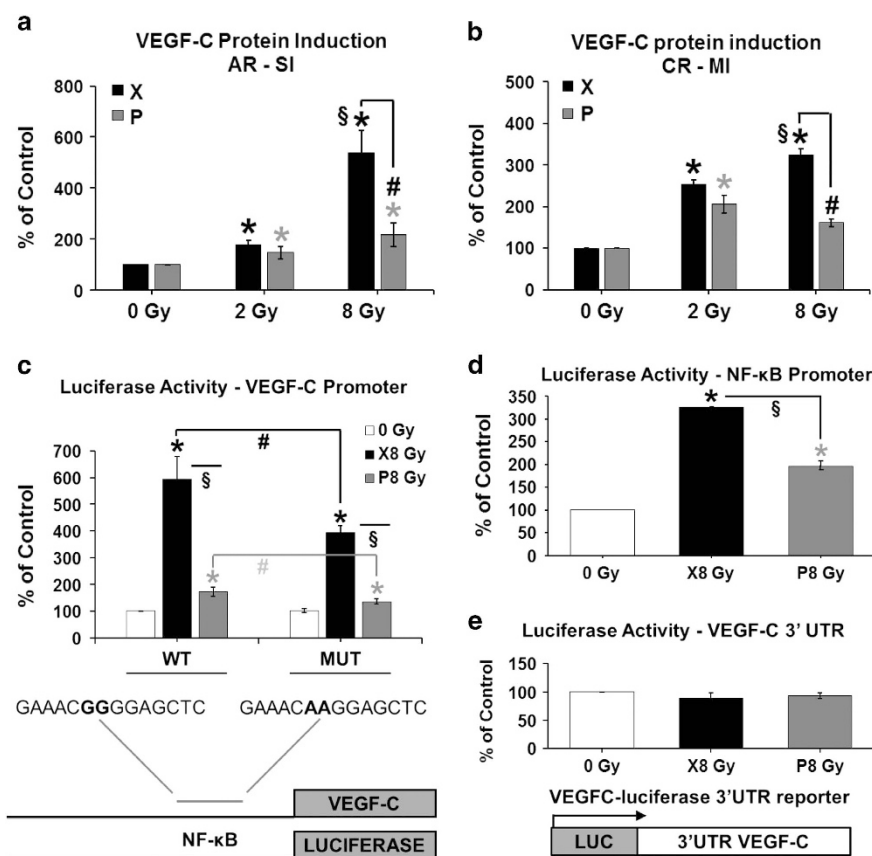 a
VEGF-C Protein Induction
AR - SI
% of Control
800
600
400
200
0
X
P
§
*
#
*
*
*
0 Gy
2 Gy
8 Gy
b
VEGF-C protein induction
CR - MI
% of Control
500
400
300
200
100
0
X
P
§
*
*
*
#
0 Gy
2 Gy
8 Gy
c
Luciferase Activity - VEGF-C Promoter
% of Control
700
600
500
400
300
200
100
0
0 Gy
X8 Gy
P8 Gy
*
#
§
*
§
*
#
*
WT
MUT
GAAACGGGGAGCTC
GAAACAAGGAGCTC
NF-κB
VEGF-C
LUCIFERASE
d
Luciferase Activity - NF-κB Promoter
% of Control
350
300
250
200
150
100
50
0
*
§
*
0 Gy
X8 Gy
P8 Gy
e
Luciferase Activity - VEGF-C 3' UTR
% of Control
150
100
50
0
0 Gy
X8 Gy
P8 Gy
VEGFC-luciferase 3'UTR reporter
LUC
3'UTR VEGF-C